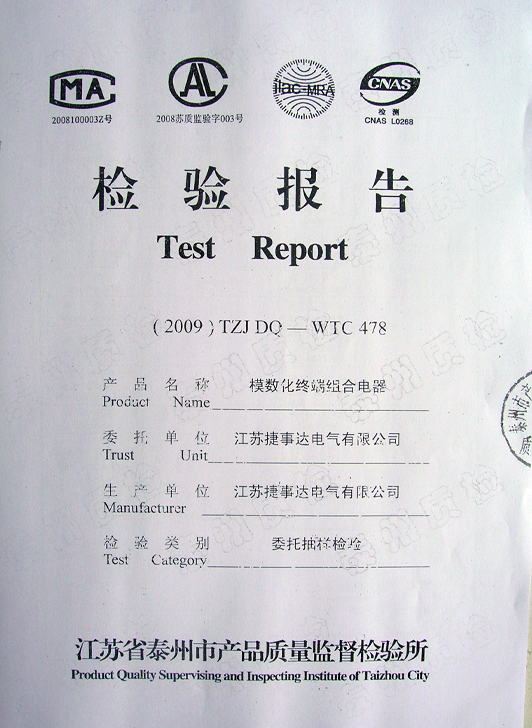 MA
AL
ilac-MRA
CNAS
2008100003Z号
2008苏质监验字003号
检 测
CNAS L0268
检验报告
Test Report
(2009) TZJ DQ — WTC 478
产品名称 模数化终端组合电器
Product Name
委托单位 江苏捷事达电气有限公司
Trust Unit
生产单位 江苏捷事达电气有限公司
Manufacturer
检验类别 委托抽样检验
Test Category
江苏省泰州市产品质量监督检验所
Product Quality Supervising and Inspecting Institute of Taizhou City
泰州市产
质